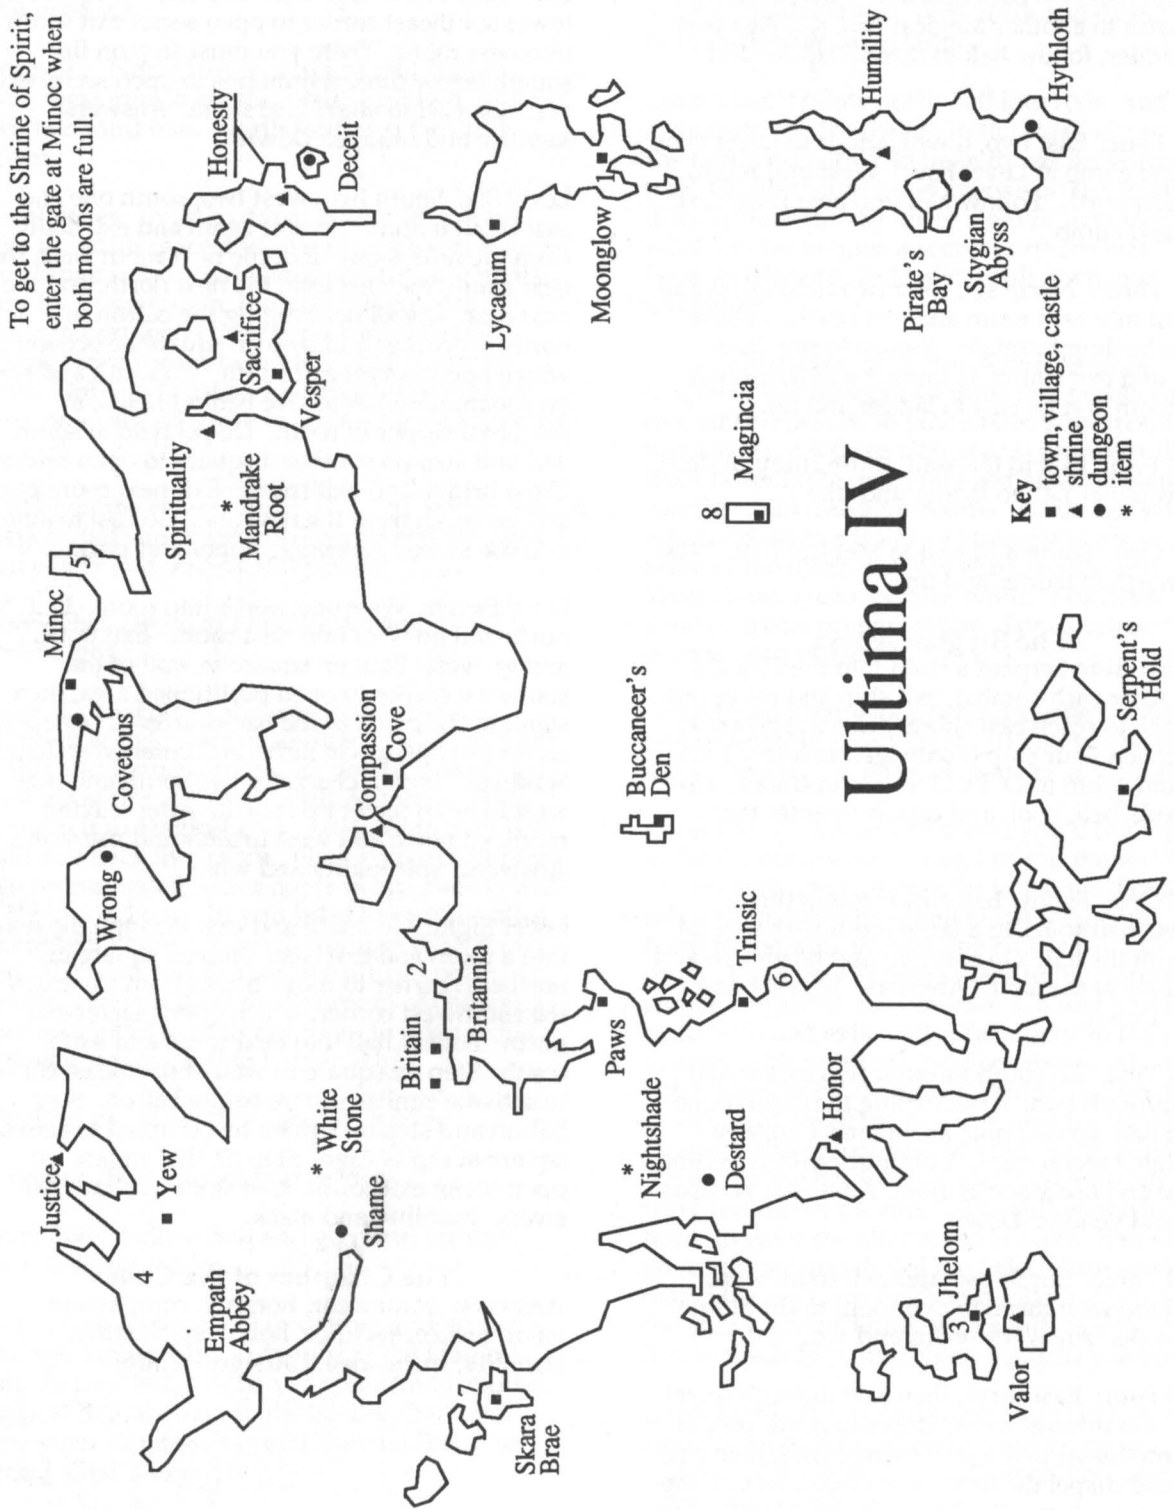 To get to the Shrine of Spirit,
enter the gate at Minoc when
both moons are full.
Justice
4
Yew
Empath
Abbey
* White
Stone
Shame
7
Skara
Brae
Wrong
Covetous
Minoc
5
Spirituality
* Mandrake
Root
Sacrifice
Vesper
Honesty
Deceit
Lycaeum
Moonglow
1
Compassion
Cove
Britain
2
Britannia
Paws
Trinsic
6
* Nightshade
Destard
Honor
Jhelom
3
Valor
Buccaneer's
Den
8
Magincia
Ultima IV
Serpent's
Hold
Humility
Pirate's
Bay
Stygian
Abyss
Hythloth
Key
■ town, village, castle
▲ shrine
● dungeon
* item